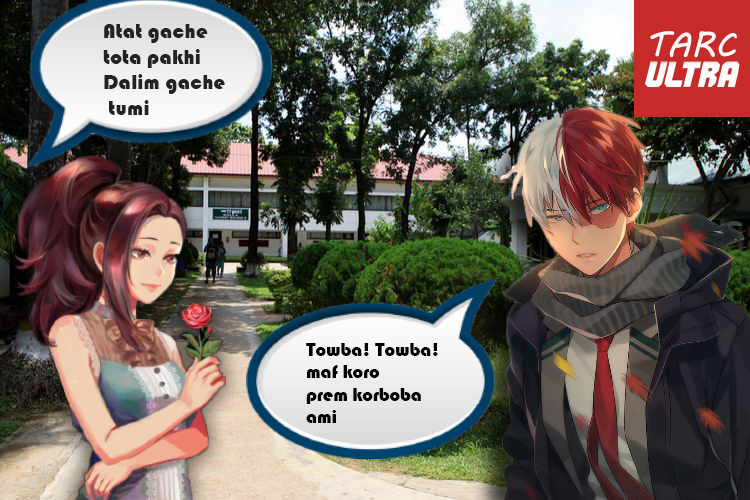 Atat gache
tota pakhi
Dalim gache
tumi
TARC
ULTRA
Towba! Towba!
maf koro
prem korboba
ami